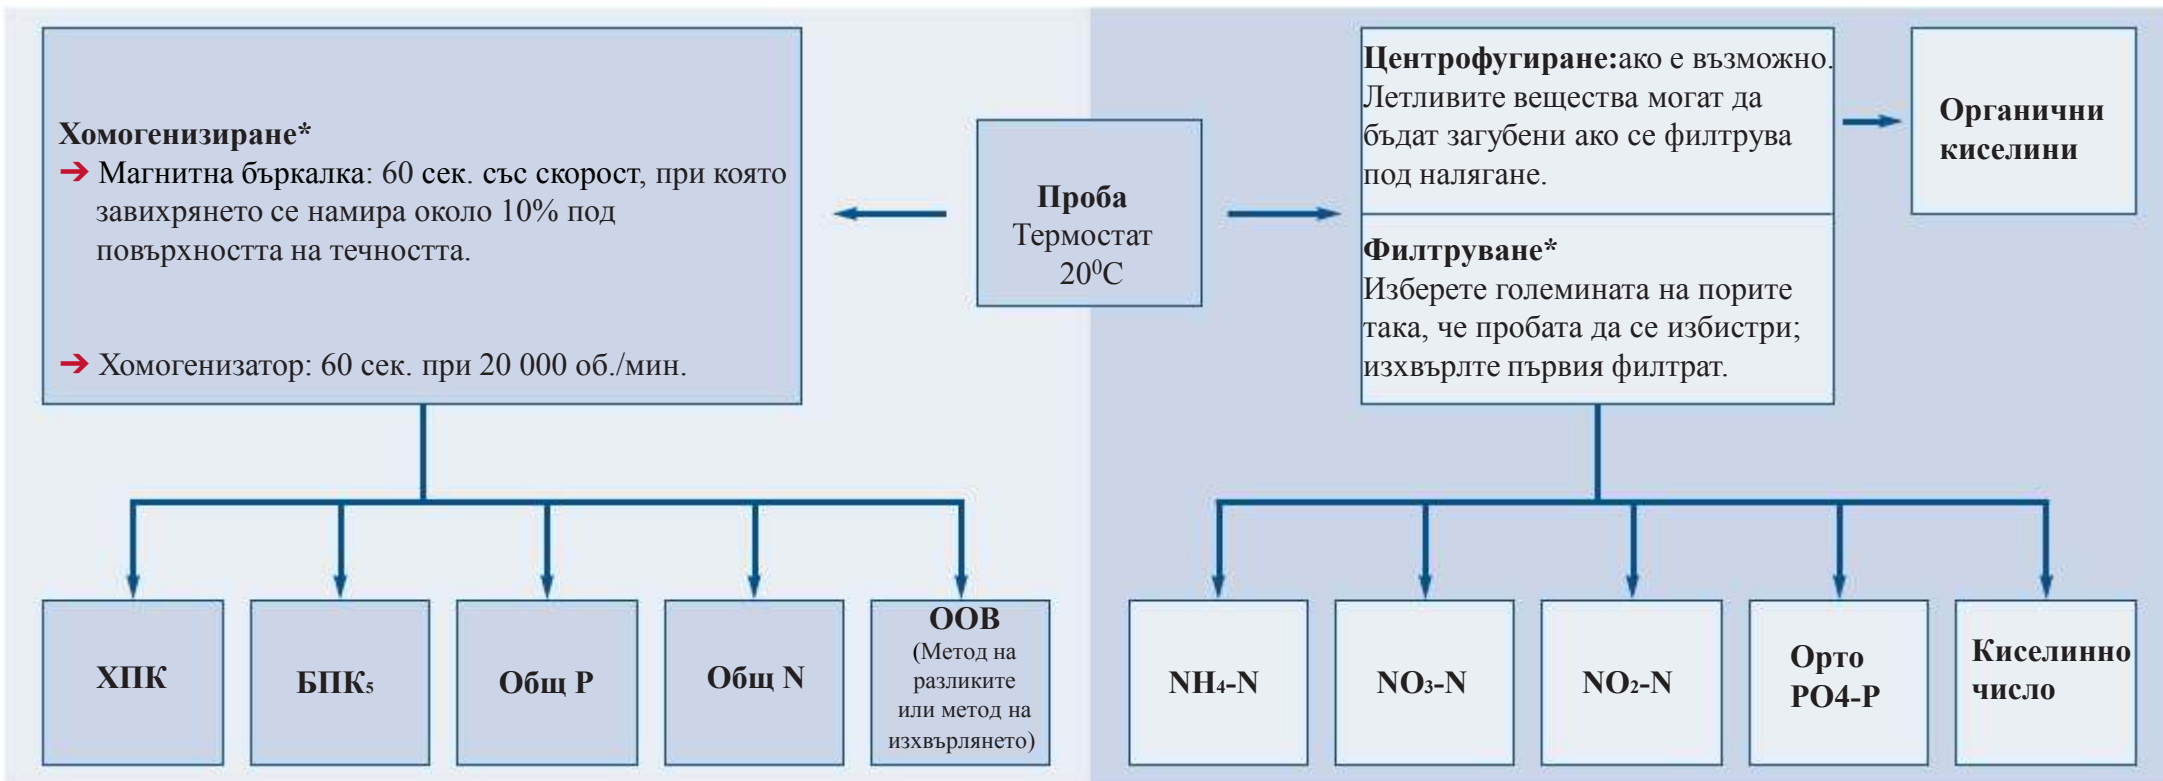 Хомогенизиране*
➔ Магнитна бъркалка: 60 сек. със скорост, при която
завихрянето се намира около 10% под
повърхността на течността.
➔ Хомогенизатор: 60 сек. при 20 000 об./мин.
Проба
Термостат
20⁰C
Центрофугиране:ако е възможно.
Летливите вещества могат да
бъдат загубени ако се филтрува
под налягане.
Филтруване*
Изберете големината на порите
така, че пробата да се избистри;
изхвърлте първия филтрат.
Органични
киселини
ХПК
БПК₅
Общ P
Общ N
ООВ
(Метод на
разликите
или метод на
изхвърлянето)
NH₄-N
NO₃-N
NO₂-N
Орто
PO4-P
Киселинно
число